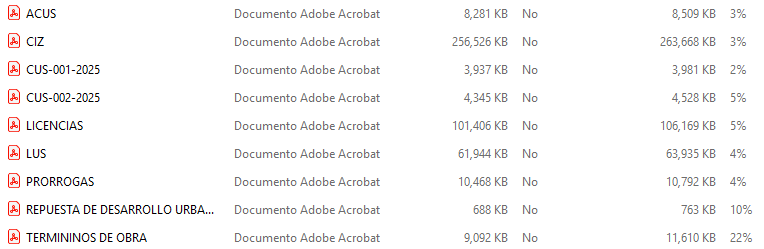 ACUS Documento Adobe Acrobat 8,281 KB No 8,509 KB 3%
CIZ Documento Adobe Acrobat 256,526 KB No 263,668 KB 3%
CUS-001-2025 Documento Adobe Acrobat 3,937 KB No 3,981 KB 2%
CUS-002-2025 Documento Adobe Acrobat 4,345 KB No 4,528 KB 5%
LICENCIAS Documento Adobe Acrobat 101,406 KB No 106,169 KB 5%
LUS Documento Adobe Acrobat 61,944 KB No 63,935 KB 4%
PRORROGAS Documento Adobe Acrobat 10,468 KB No 10,792 KB 4%
REPUESTA DE DESARROLLO URBA... Documento Adobe Acrobat 688 KB No 763 KB 10%
TERMININOS DE OBRA Documento Adobe Acrobat 9,092 KB No 11,610 KB 22%